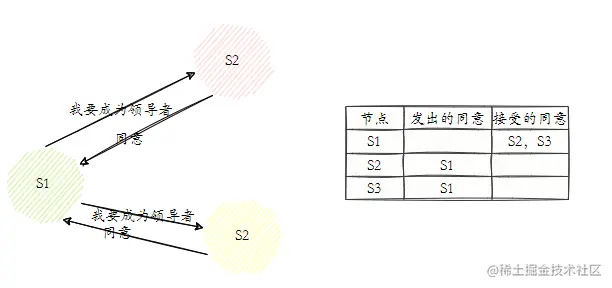 S2
我要成为领导者
同意
S1
我要成为领导者
同意
S2
节点 发出的同意 接受的同意
S1 S2，S3
S2 S1
S3 S1
@稀土掘金技术社区